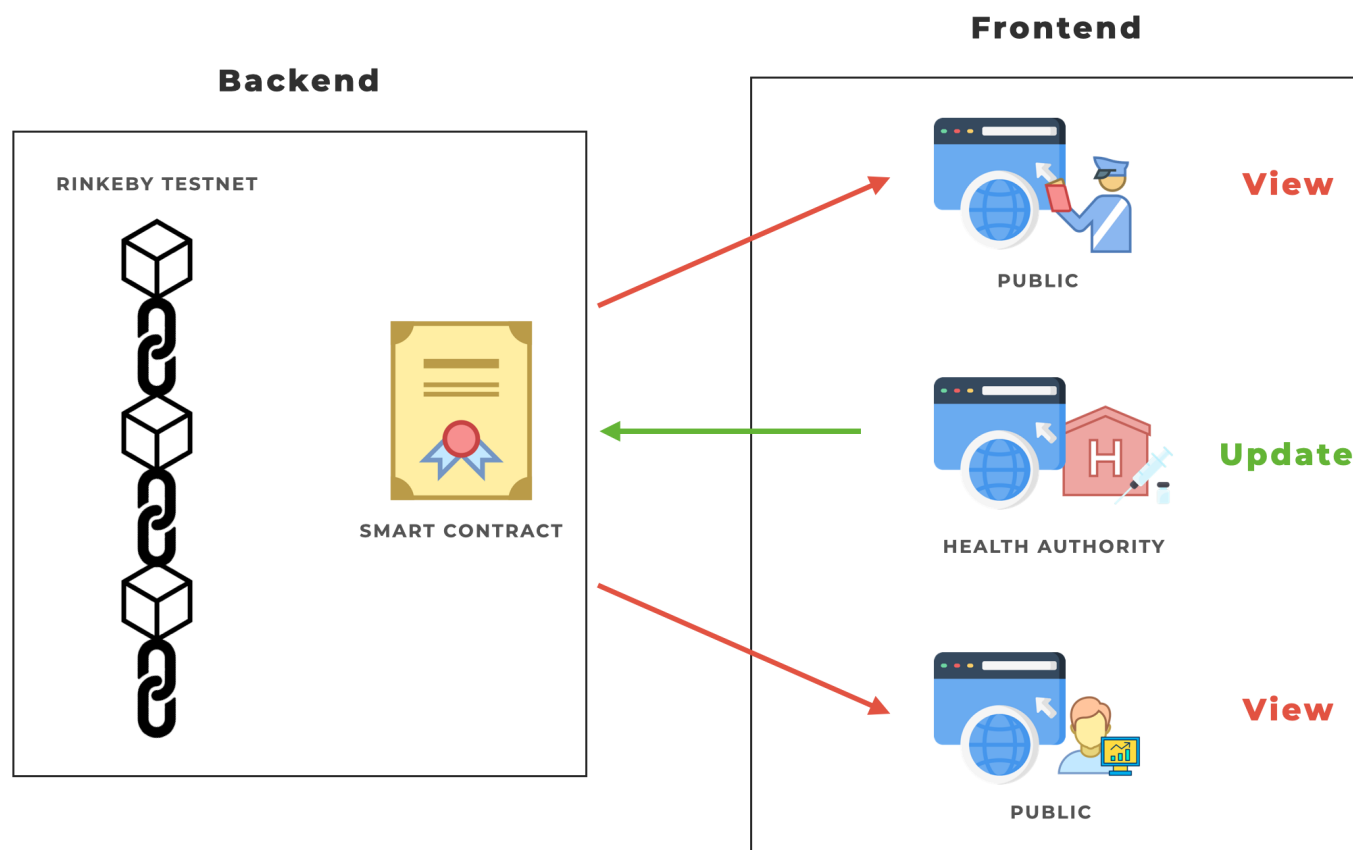 Backend
RINKEBY TESTNET
SMART CONTRACT
Frontend
PUBLIC
View
HEALTH AUTHORITY
Update
PUBLIC
View